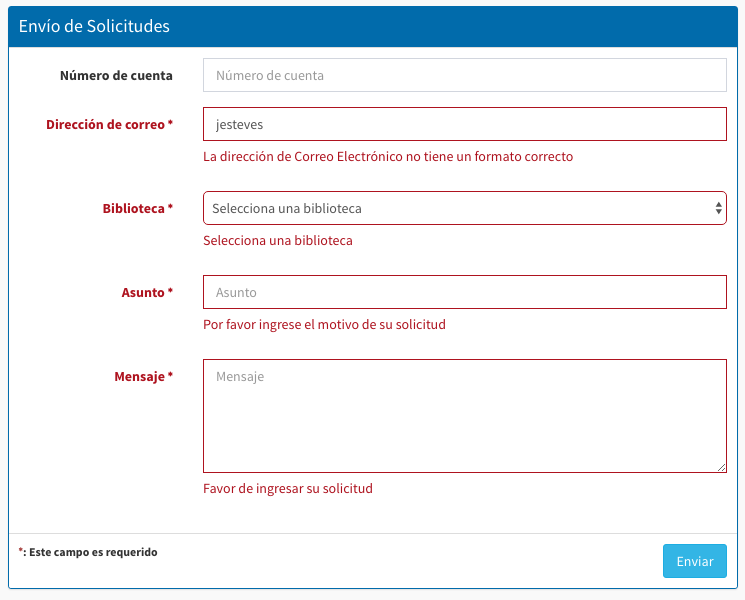 Envío de Solicitudes
Número de cuenta Número de cuenta
Dirección de correo * jesteves
La dirección de Correo Electrónico no tiene un formato correcto
Biblioteca * Selecciona una biblioteca
Selecciona una biblioteca
Asunto * Asunto
Por favor ingrese el motivo de su solicitud
Mensaje * Mensaje
Favor de ingresar su solicitud
*: Este campo es requerido
Enviar